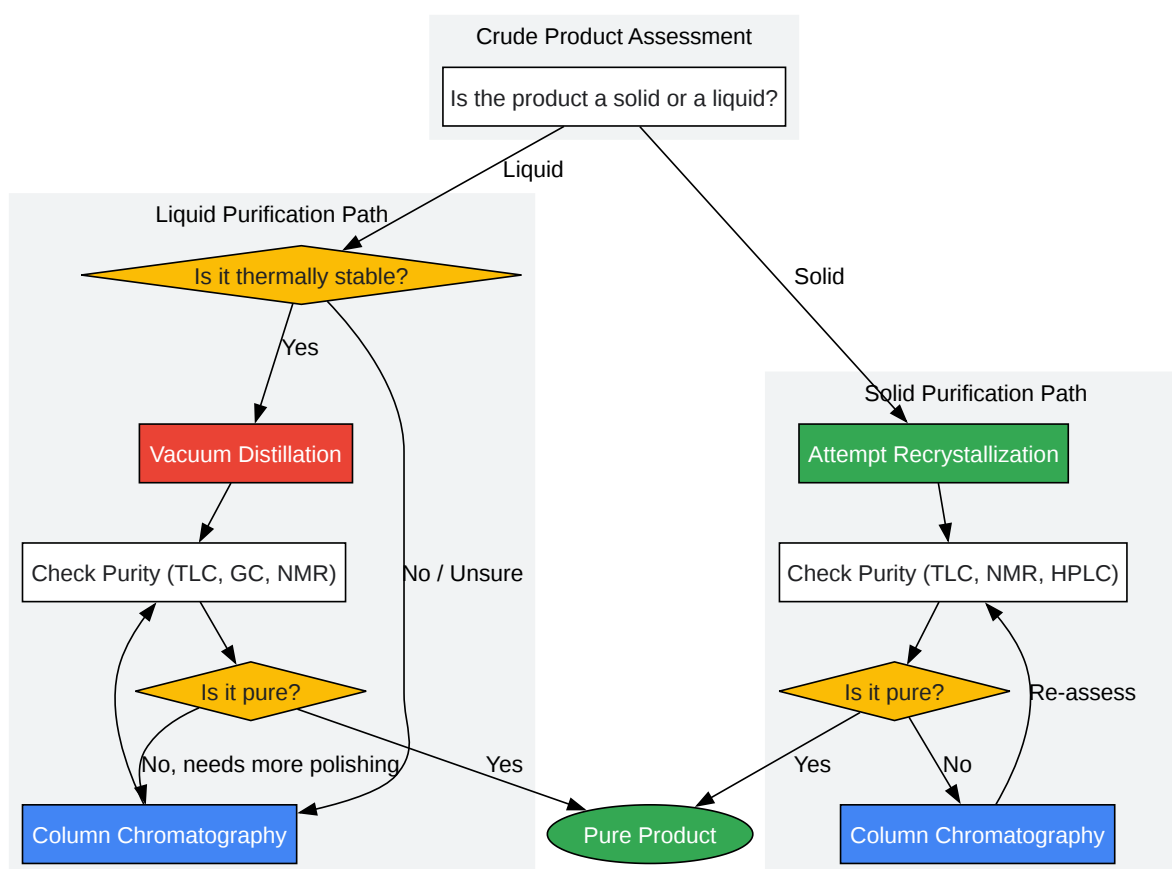 Crude Product Assessment
Is the product a solid or a liquid?
Liquid
Liquid Purification Path
Is it thermally stable?
Solid
Yes
Solid Purification Path
Vacuum Distillation
Attempt Recrystallization
Check Purity (TLC, GC, NMR)
No / Unsure
Check Purity (TLC, NMR, HPLC)
Is it pure?
Is it pure?
Re-assess
No, needs more polishing
Yes
Yes
No
Column Chromatography
Pure Product
Column Chromatography